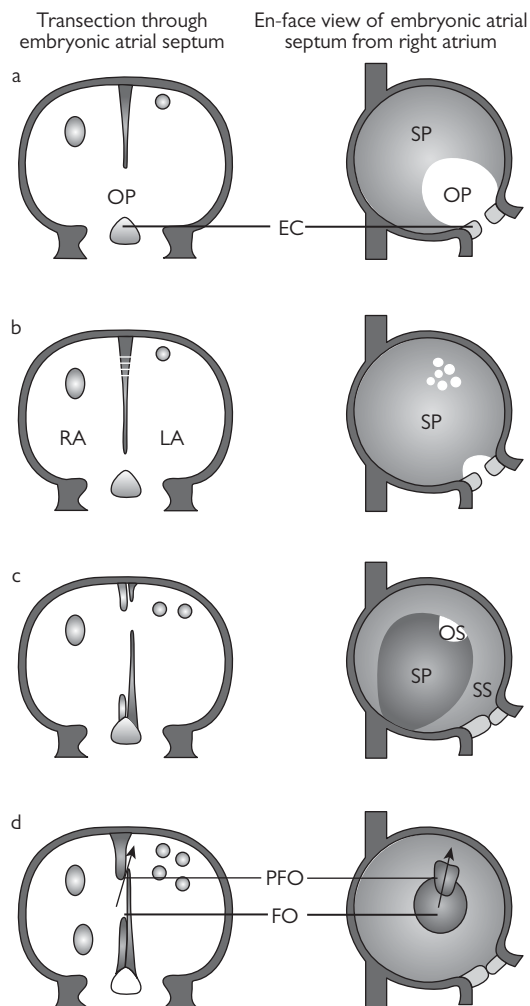 Transection through
embryonic atrial septum
En-face view of embryonic atrial
septum from right atrium
a
OP
SP
OP
EC
b
RA
LA
SP
c
OS
SP
SS
d
PFO
FO